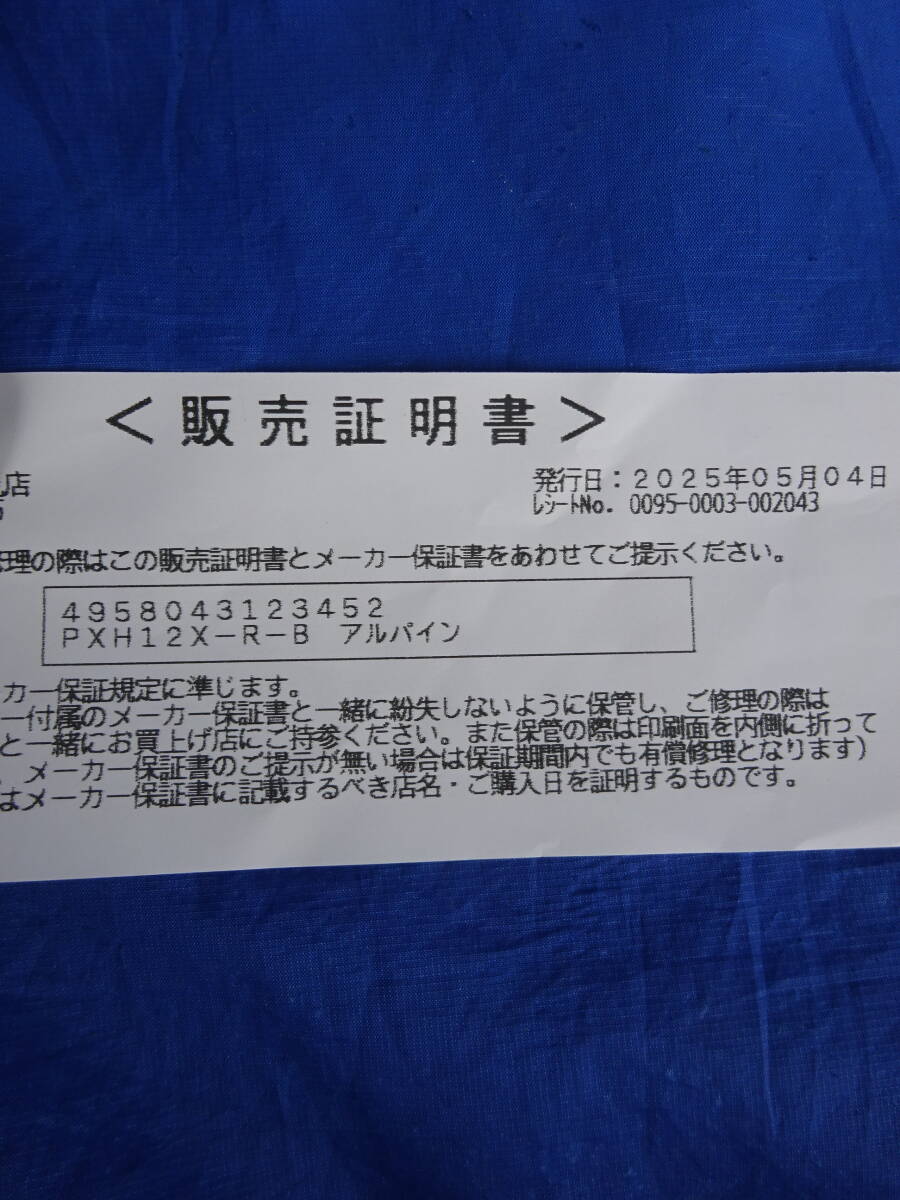 <販売証明書>
店
発行日：2025年05月04日
ﾚｼｰﾄNo. 0095-0003-002043
理の際はこの販売証明書とメーカー保証書をあわせてご提示ください。
4958043123452
PXH12X-R-B アルパイン
カー保証規定に準じます。
ー付属のメーカー保証書と一緒に紛失しないように保管し、ご修理の際は
と一緒にお買上げ店にご持参ください。また保管の際は印刷面を内側に折って
、メーカー保証書のご提示が無い場合は保証期間内でも有償修理となります）
はメーカー保証書に記載するべき店名・ご購入日を証明するものです。